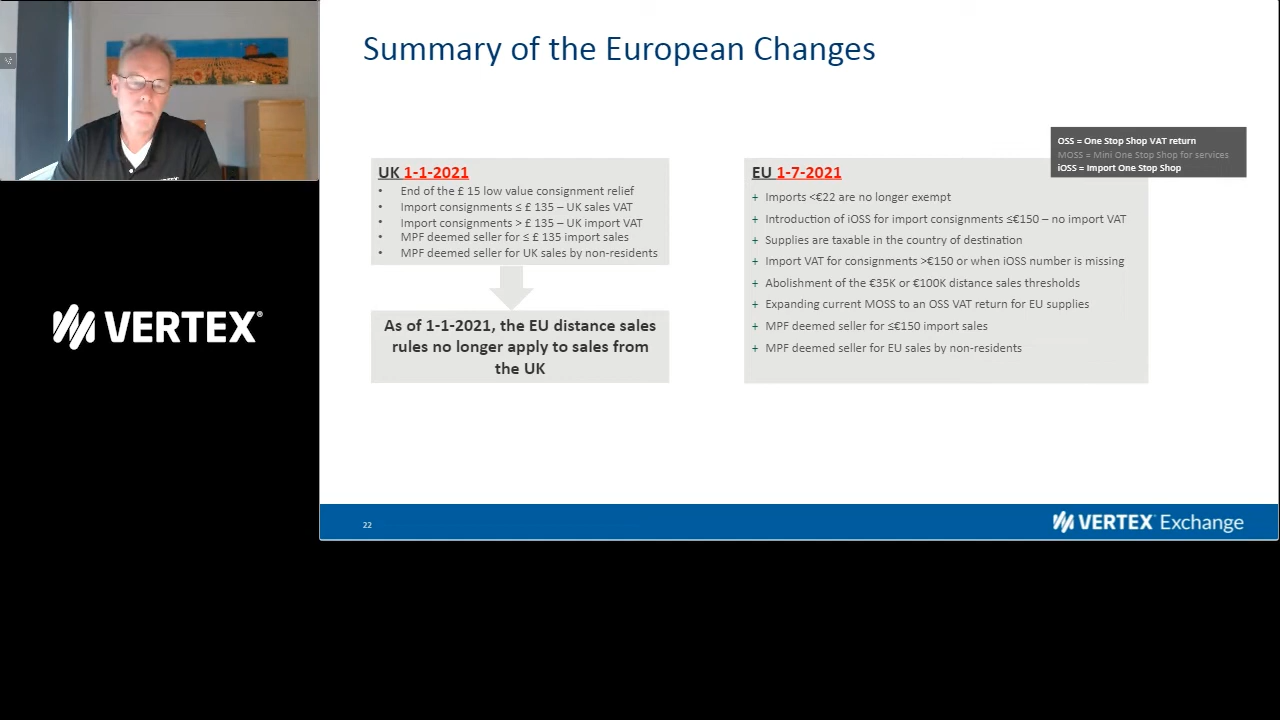 Summary of the European Changes
OSS = One Stop Shop VAT return
MOSS = Mini One Stop Shop for services
iOSS = Import One Stop Shop
UK 1-1-2021
• End of the £ 15 low value consignment relief
• Import consignments ≤ £ 135 – UK sales VAT
• Import consignments > £ 135 – UK import VAT
• MPF deemed seller for ≤ £ 135 import sales
• MPF deemed seller for UK sales by non-residents
As of 1-1-2021, the EU distance sales
rules no longer apply to sales from
the UK
EU 1-7-2021
+ Imports <€22 are no longer exempt
+ Introduction of iOSS for import consignments ≤€150 – no import VAT
+ Supplies are taxable in the country of destination
+ Import VAT for consignments >€150 or when iOSS number is missing
+ Abolishment of the €35K or €100K distance sales thresholds
+ Expanding current MOSS to an OSS VAT return for EU supplies
+ MPF deemed seller for ≤€150 import sales
+ MPF deemed seller for EU sales by non-residents
VERTEX®
22
VERTEX Exchange